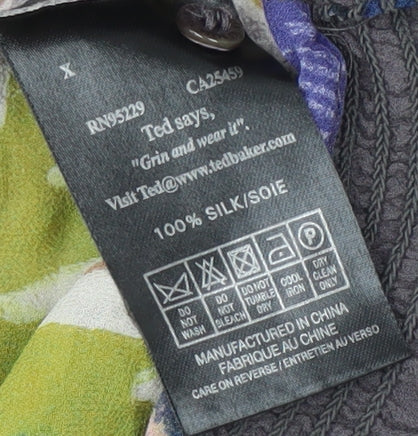 X
RN95229 CA25459
Ted says,
"Grin and wear it".
Visit Ted@www.tedbaker.com
100% SILK/SOIE
P
DO NOT WASH
DO NOT BLEACH
DO NOT TUMBLE DRY
COOL IRON
DRY CLEAN ONLY
MANUFACTURED IN CHINA
FABRIQUE AU CHINE
CARE ON REVERSE / ENTRETIEN AU VERSO